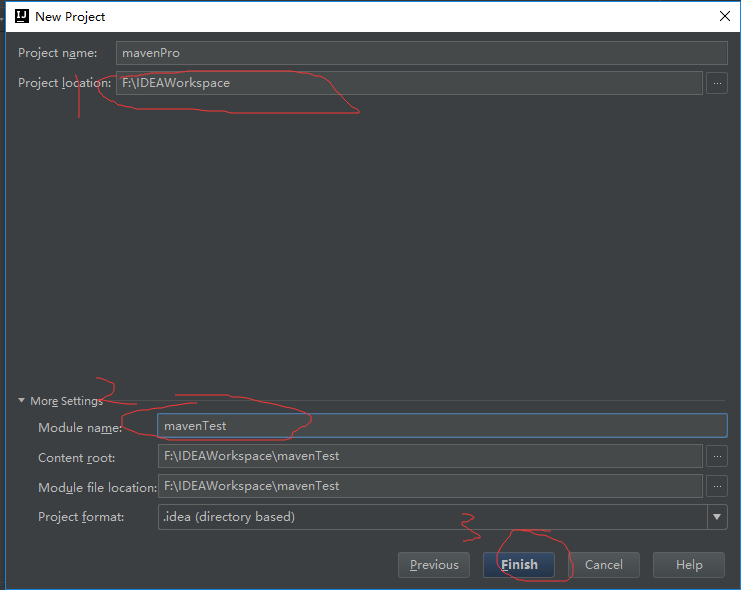 New Project
Project name: mavenPro
Project location: F:\IDEAWorkspace ...
1
2
More Settings
Module name: mavenTest
Content root: F:\IDEAWorkspace\mavenTest ...
Module file location: F:\IDEAWorkspace\mavenTest ...
Project format: .idea (directory based)
3
Previous Finish Cancel Help